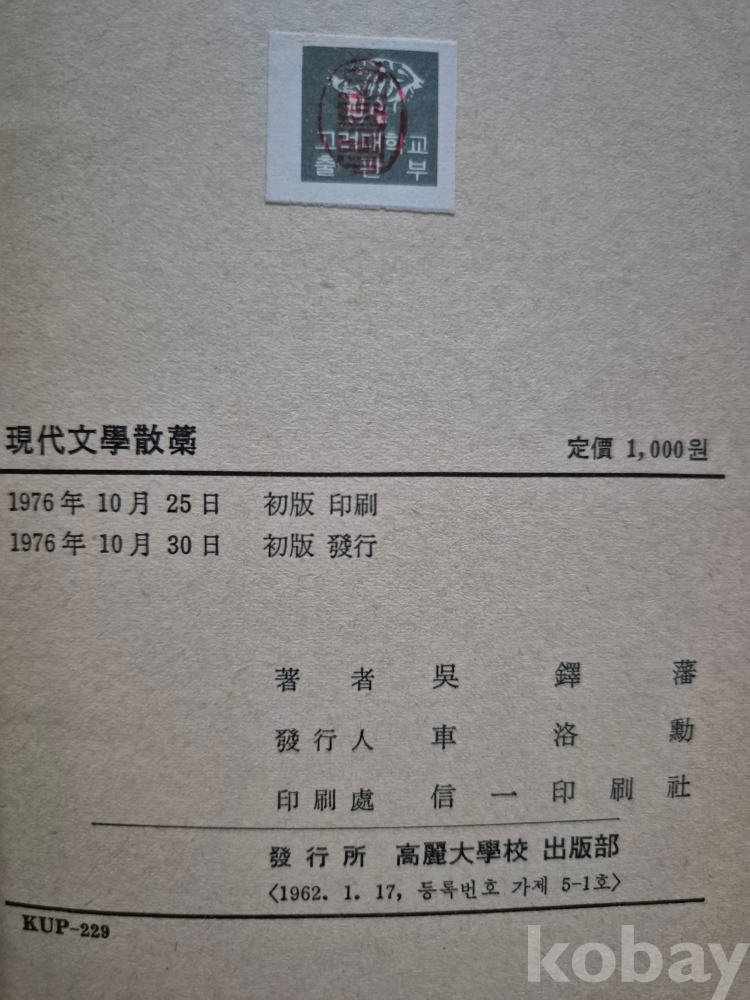 고려대학교
출판부
現代文學散藁
定價 1,000원
1976年 10月 25日 初版 印刷
1976年 10月 30日 初版 發行
著者 吳鐸藩
發行人 車洛勳
印刷處 信一印刷社
發行所 高麗大學校 出版部
〈1962. 1. 17, 등록번호 가제 5-1호〉
KUP-229
kobay